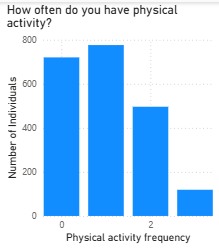 How often do you have physical
activity?
800
600
400
200
0
Number of Individuals
0
2
Physical activity frequency